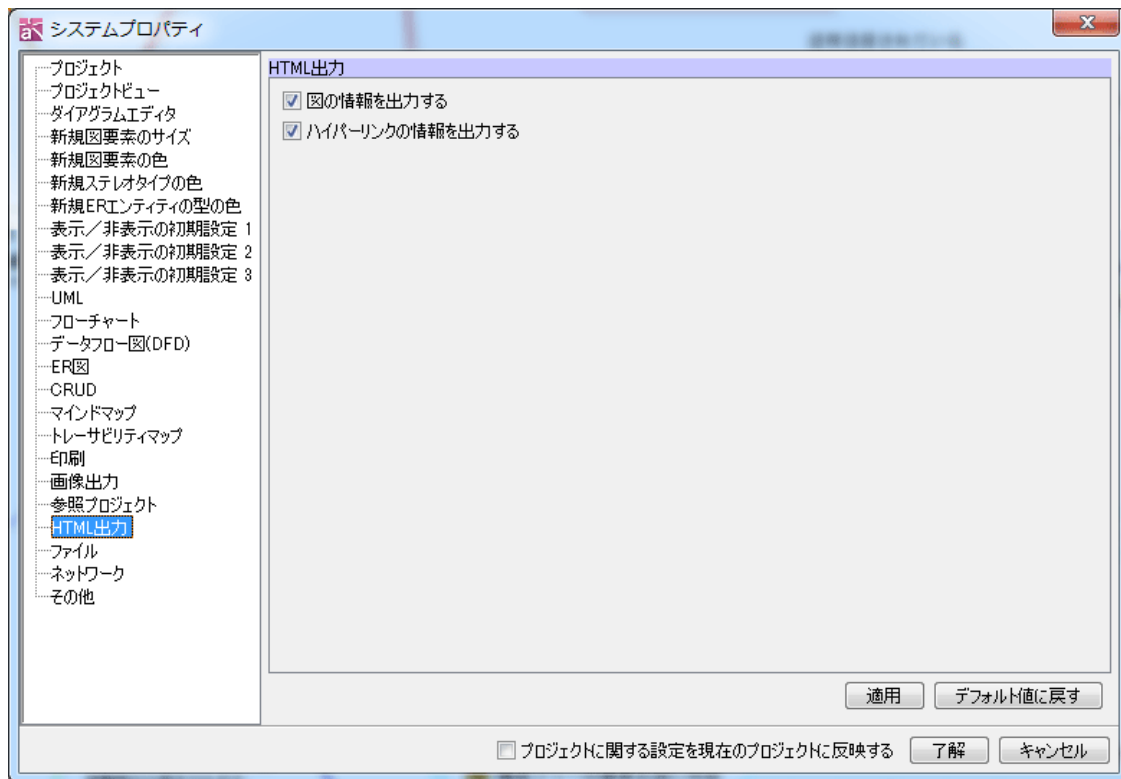 システムプロパティ
プロジェクト
プロジェクトビュー
ダイアグラムエディタ
新規図要素のサイズ
新規図要素の色
新規ステレオタイプの色
新規ERエンティティの型の色
表示／非表示の初期設定 1
表示／非表示の初期設定 2
表示／非表示の初期設定 3
UML
フローチャート
データフロー図(DFD)
ER図
CRUD
マインドマップ
トレーサビリティマップ
印刷
画像出力
参照プロジェクト
HTML出力
ファイル
ネットワーク
その他
HTML出力
図の情報を出力する
ハイパーリンクの情報を出力する
適用 デフォルト値に戻す
プロジェクトに関する設定を現在のプロジェクトに反映する 了解 キャンセル